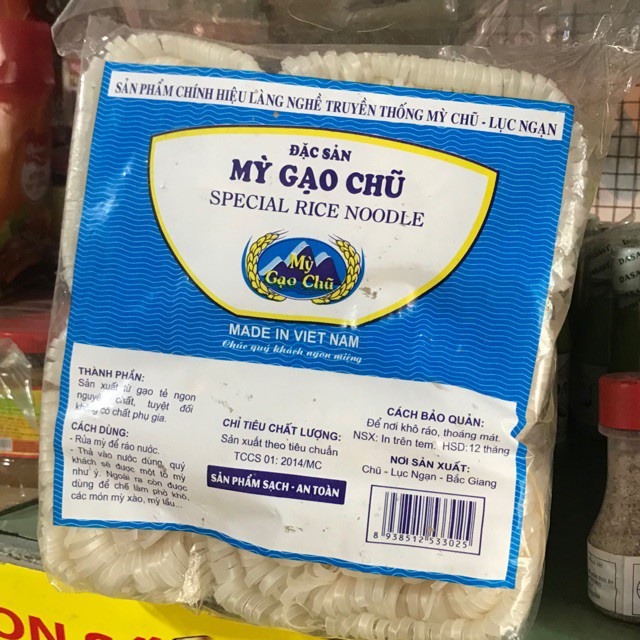 SẢN PHẨM CHÍNH HIỆU LÀNG NGHỀ TRUYỀN THỐNG MỲ CHŨ - LỤC NGẠN
ĐẶC SẢN
MỲ GẠO CHŨ
SPECIAL RICE NOODLE
Mỳ
Gạo Chũ
MADE IN VIET NAM
Chúc quý khách ngon miệng
THÀNH PHẦN:
Sản xuất từ gạo tẻ ngon
nguyên chất, tuyệt đối
không có chất phụ gia.
CÁCH DÙNG:
- Rửa mỳ để ráo nước.
- Thả vào nước dùng, quý
khách sẽ được một tô mỳ
như ý. Ngoài ra còn được
dùng để chế làm phở khô,
các món mỳ xào, mỳ lẩu...
CHỈ TIÊU CHẤT LƯỢNG:
Sản xuất theo tiêu chuẩn
TCCS 01: 2014/MC
SẢN PHẨM SẠCH - AN TOÀN
CÁCH BẢO QUẢN:
Để nơi khô ráo, thoáng mát.
NSX: In trên tem, HSD: 12 tháng
NƠI SẢN XUẤT:
Chũ - Lục Ngạn - Bắc Giang
8 938512 533025